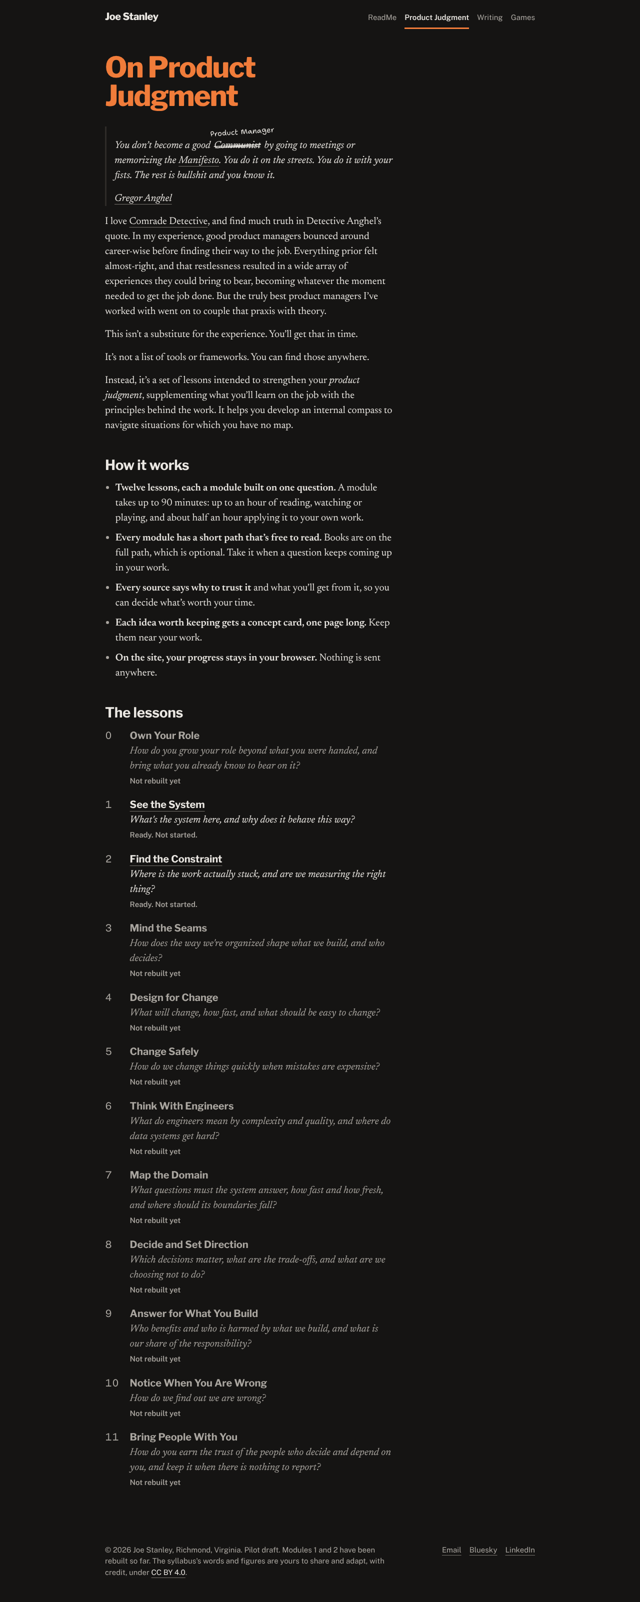 Joe Stanley
ReadMe Product Judgment Writing Games
On Product
Judgment
Product Manager
You don't become a good Communist by going to meetings or
memorizing the Manifesto. You do it on the streets. You do it with your
fists. The rest is bullshit and you know it.
Gregor Anghel
I love Comrade Detective, and find much truth in Detective Anghel's
quote. In my experience, good product managers bounced around
career-wise before finding their way to the job. Everything prior felt
almost-right, and that restlessness resulted in a wide array of
experiences they could bring to bear, becoming whatever the moment
needed to get the job done. But the truly best product managers I've
worked with went on to couple that praxis with theory.
This isn't a substitute for the experience. You'll get that in time.
It's not a list of tools or frameworks. You can find those anywhere.
Instead, it's a set of lessons intended to strengthen your product
judgment, supplementing what you'll learn on the job with the
principles behind the work. It helps you develop an internal compass to
navigate situations for which you have no map.
How it works
• Twelve lessons, each a module built on one question. A module
takes up to 90 minutes: up to an hour of reading, watching or
playing, and about half an hour applying it to your own work.
• Every module has a short path that's free to read. Books are on the
full path, which is optional. Take it when a question keeps coming up
in your work.
• Every source says why to trust it and what you'll get from it, so you
can decide what's worth your time.
• Each idea worth keeping gets a concept card, one page long. Keep
them near your work.
• On the site, your progress stays in your browser. Nothing is sent
anywhere.
The lessons
0 Own Your Role
How do you grow your role beyond what you were handed, and
bring what you already know to bear on it?
Not rebuilt yet
1 See the System
What's the system here, and why does it behave this way?
Ready. Not started.
2 Find the Constraint
Where is the work actually stuck, and are we measuring the right
thing?
Ready. Not started.
3 Mind the Seams
How does the way we're organized shape what we build, and who
decides?
Not rebuilt yet
4 Design for Change
What will change, how fast, and what should be easy to change?
Not rebuilt yet
5 Change Safely
How do we change things quickly when mistakes are expensive?
Not rebuilt yet
6 Think With Engineers
What do engineers mean by complexity and quality, and where do
data systems get hard?
Not rebuilt yet
7 Map the Domain
What questions must the system answer, how fast and how fresh,
and where should its boundaries fall?
Not rebuilt yet
8 Decide and Set Direction
Which decisions matter, what are the trade-offs, and what are we
choosing not to do?
Not rebuilt yet
9 Answer for What You Build
Who benefits and who is harmed by what we build, and what is
our share of the responsibility?
Not rebuilt yet
10 Notice When You Are Wrong
How do we find out we are wrong?
Not rebuilt yet
11 Bring People With You
How do you earn the trust of the people who decide and depend on
you, and keep it when there is nothing to report?
Not rebuilt yet
© 2026 Joe Stanley, Richmond, Virginia. Pilot draft. Modules 1 and 2 have been
rebuilt so far. The syllabus's words and figures are yours to share and adapt, with
credit, under CC BY 4.0.
Email Bluesky LinkedIn